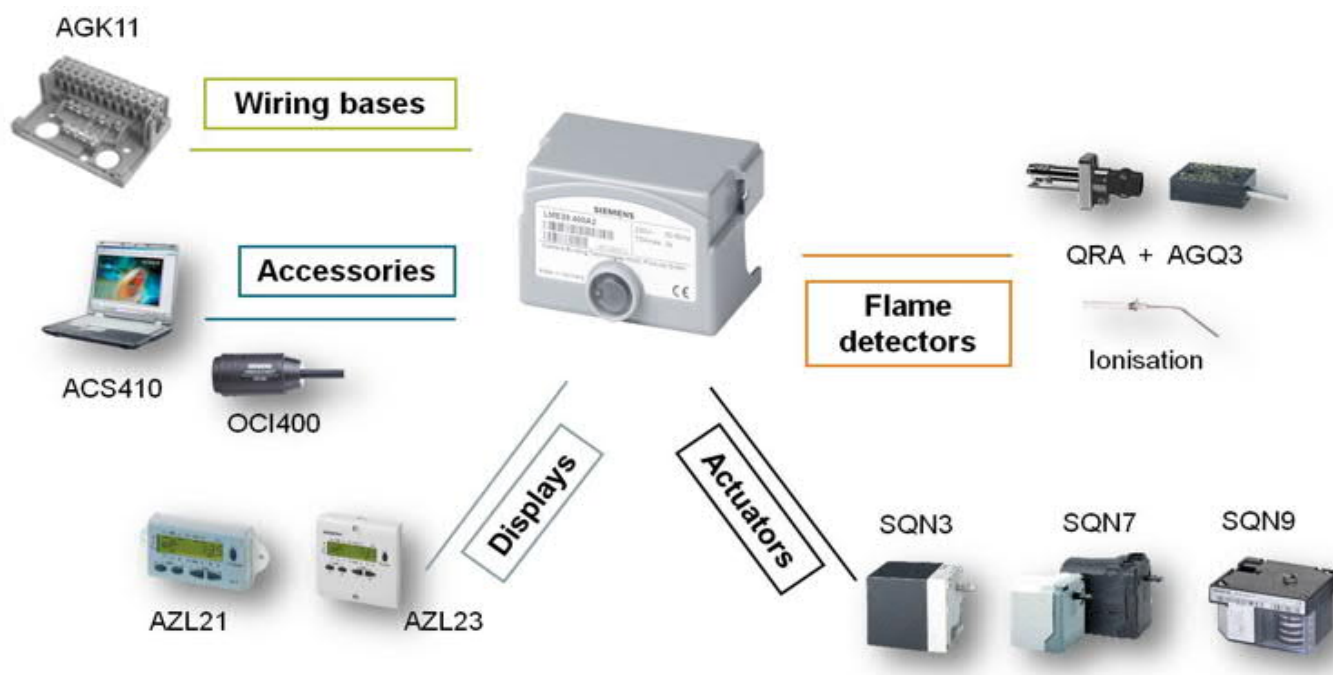 AGK11
Wiring bases
SIEMENS
Accessories
QRA + AGQ3
Flame
detectors
Ionisation
ACS410
OCI400
Displays
Actuators
SQN3
SQN7
SQN9
AZL21
AZL23